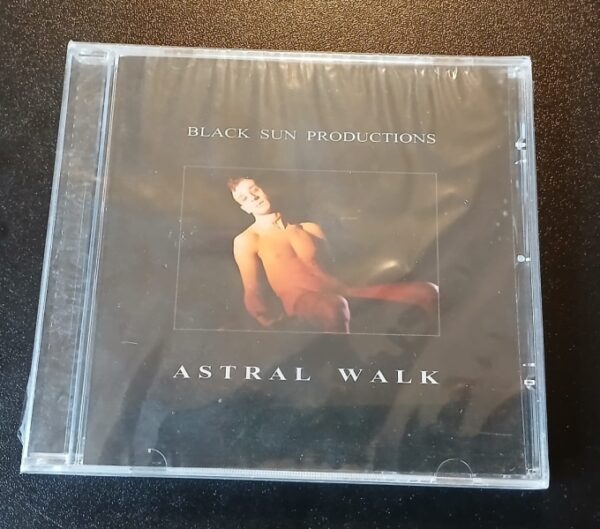 BLACK SUN PRODUCTIONS
ASTRAL WALK